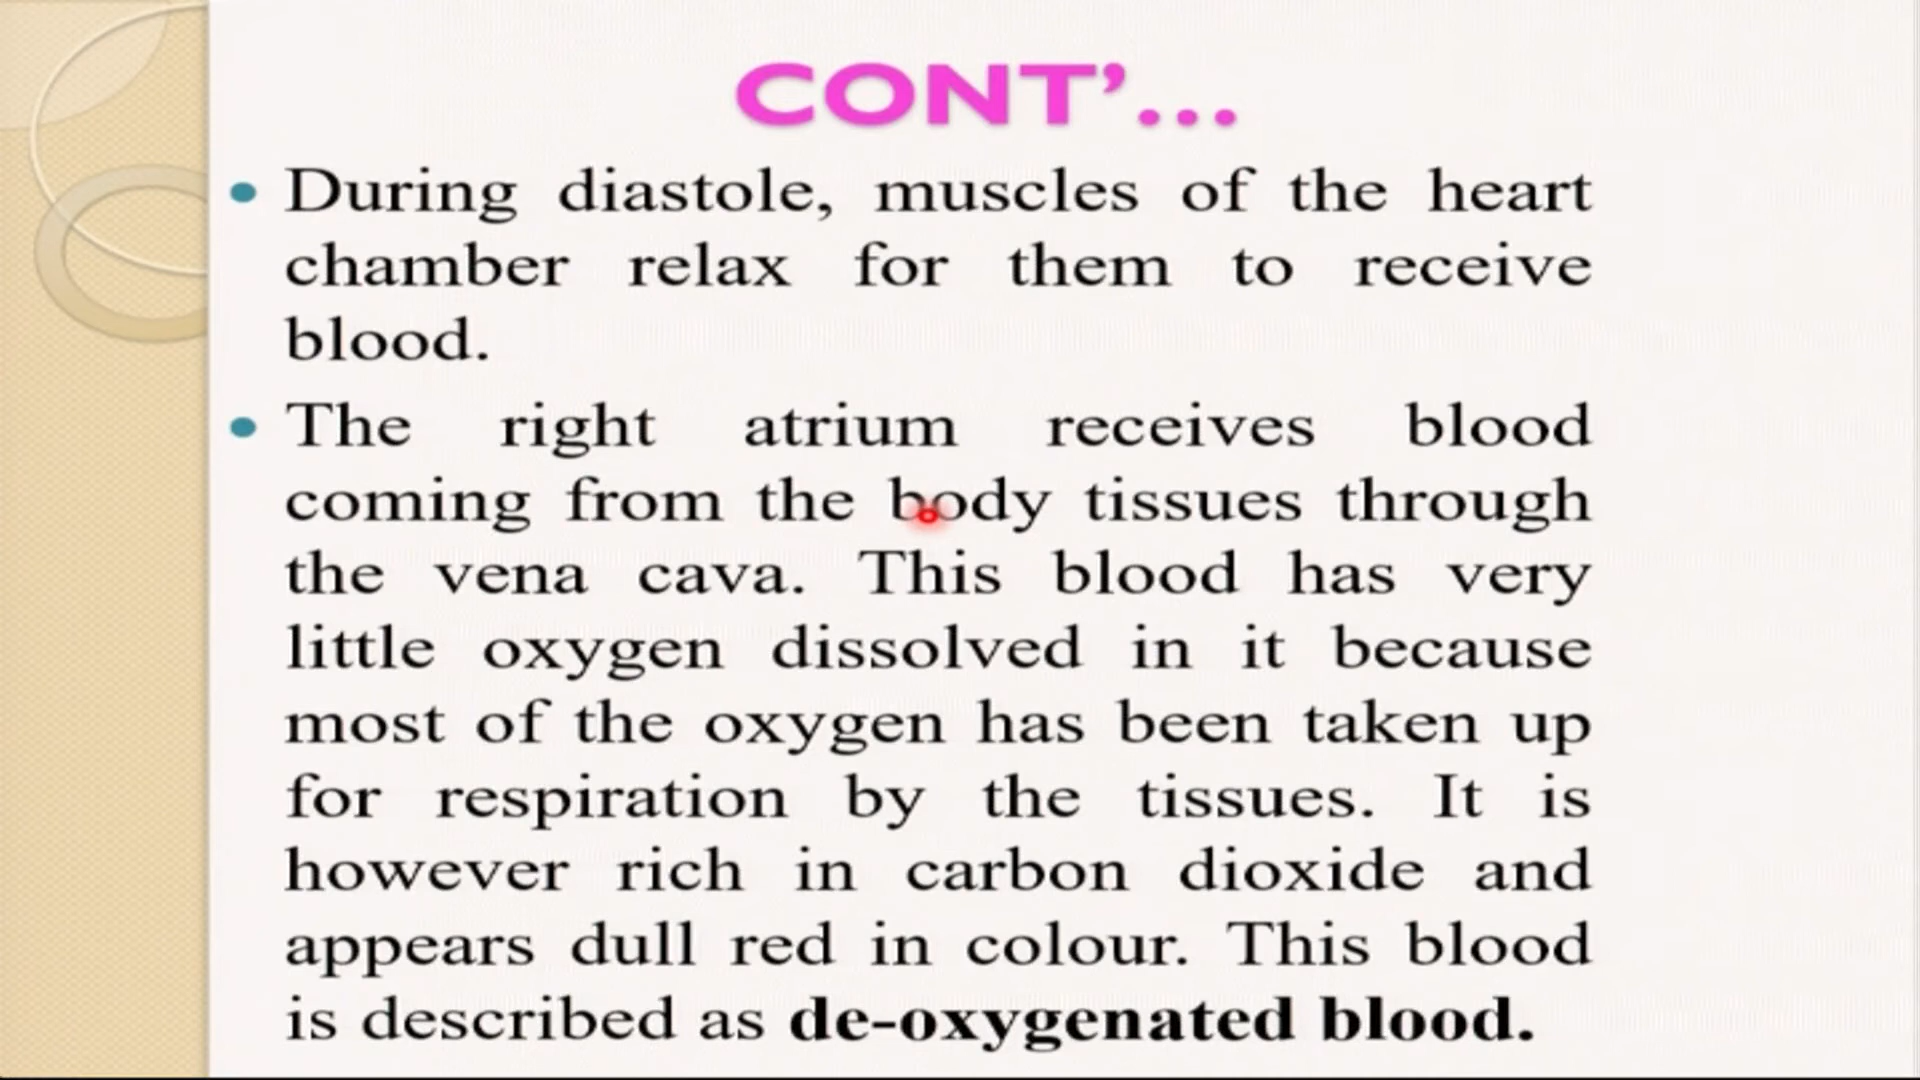 CONT'...
• During diastole, muscles of the heart
chamber relax for them to receive
blood.
• The right atrium receives blood
coming from the body tissues through
the vena cava. This blood has very
little oxygen dissolved in it because
most of the oxygen has been taken up
for respiration by the tissues. It is
however rich in carbon dioxide and
appears dull red in colour. This blood
is described as de-oxygenated blood.